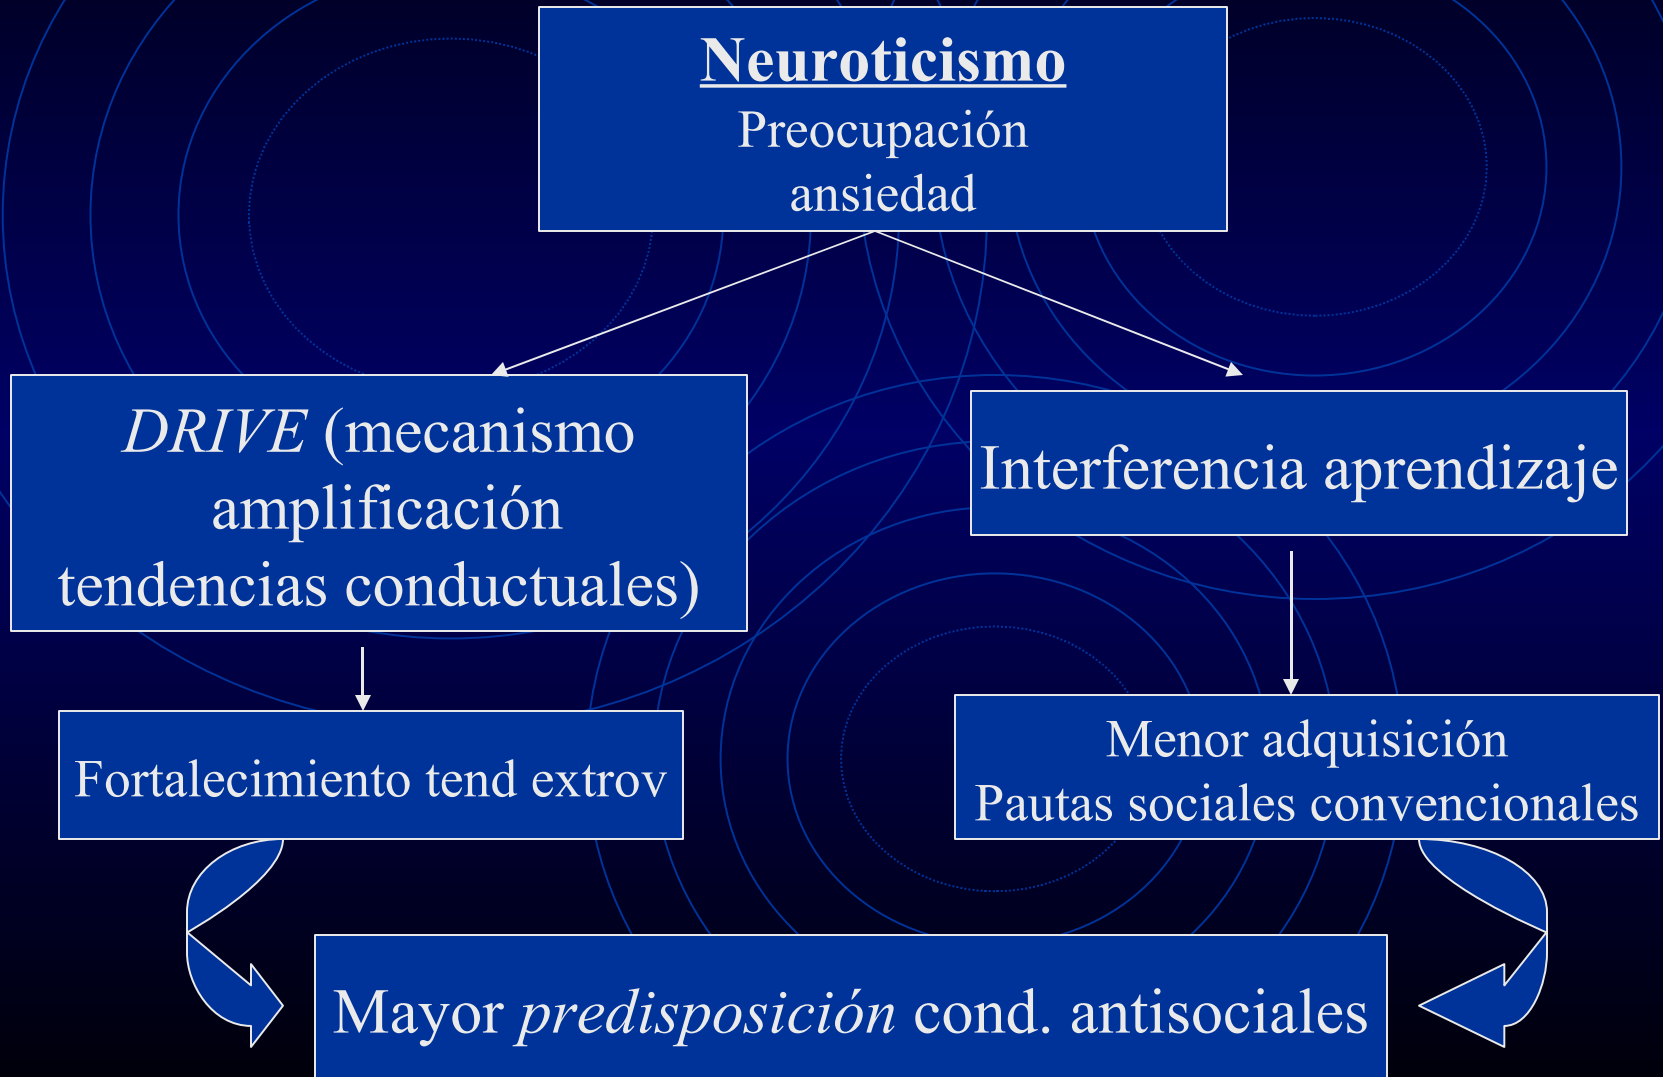 Neuroticismo
Preocupación
ansiedad
DRIVE (mecanismo
amplificación
tendencias conductuales)
Interferencia aprendizaje
Fortalecimiento tend extrov
Menor adquisición
Pautas sociales convencionales
Mayor predisposición cond. antisociales